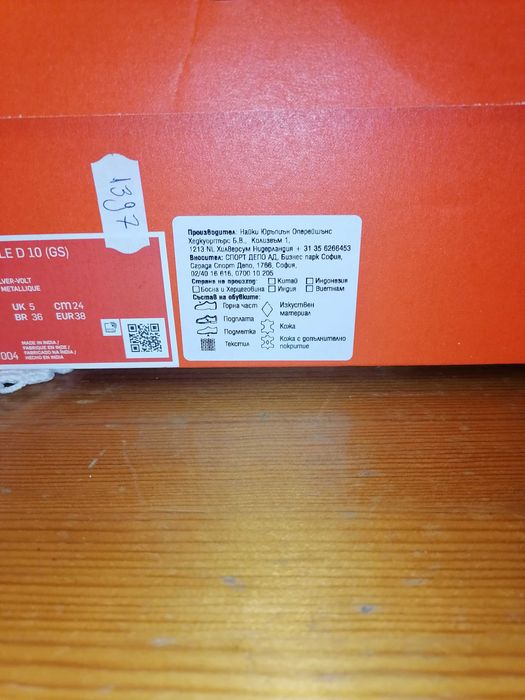 1397
LE D 10 (GS)
LVER-VOLT
METALLIQUE
UK 5 CM 24
BR 36 EUR 38
MADE IN INDIA /
FABRIQUE EN INDE /
FABRICADO NA ÍNDIA /
HECHO EN INDIA
004
Производител: Найки Юръпиън Оперейшънс
Хедкуортърс Б.В., Колизеъм 1,
1213 NL Хилверсум Нидерландия + 31 35 6266453
Вносител: СПОРТ ДЕПО АД, Бизнес парк София,
Сграда Спорт Депо, 1766, София,
02/40 16 616, 0700 10 205
Страна на произход: Китай Индонезия
Босна и Херцеговина Индия Виетнам
Състав на обувките:
Горна част Изкуствен материал
Подплата
Подметка Кожа
Текстил Кожа с допълнително покритие